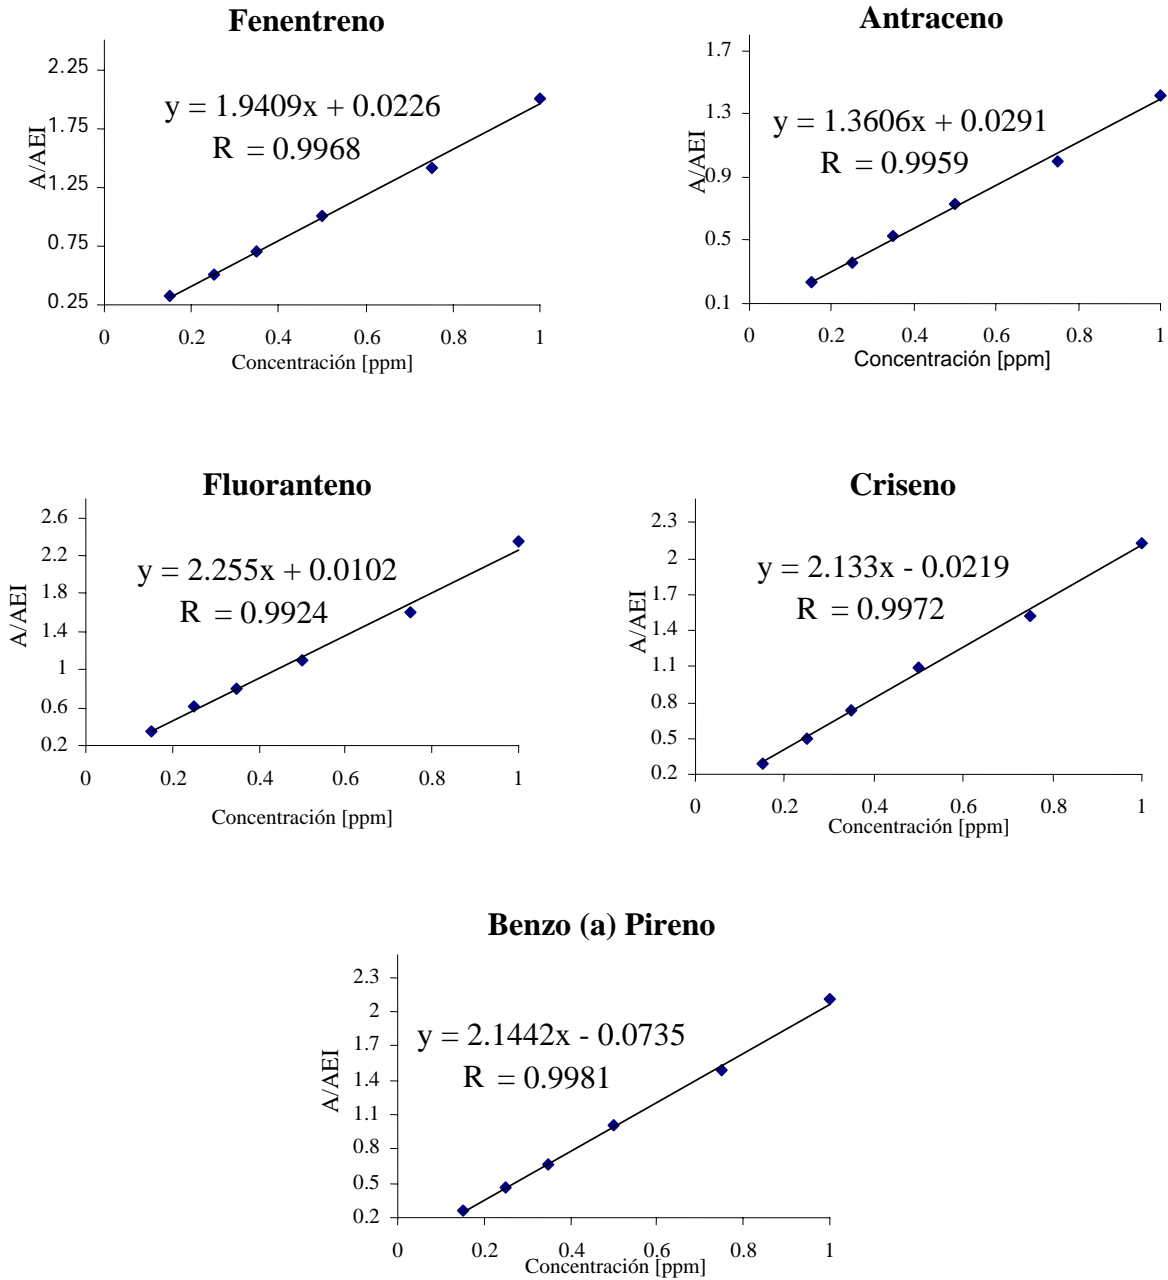 Fenentreno
2.25
1.75
1.25
0.75
0.25
A/AEI
y = 1.9409x + 0.0226
R = 0.9968
0 0.2 0.4 0.6 0.8 1
Concentración [ppm]
Antraceno
1.7
1.3
0.9
0.5
0.1
A/AEI
y = 1.3606x + 0.0291
R = 0.9959
0 0.2 0.4 0.6 0.8 1
Concentración [ppm]
Fluoranteno
2.6
2.2
1.8
1.4
1
0.6
0.2
A/AEI
y = 2.255x + 0.0102
R = 0.9924
0 0.2 0.4 0.6 0.8 1
Concentración [ppm]
Criseno
2.3
2
1.7
1.4
1.1
0.8
0.5
0.2
A/AEI
y = 2.133x - 0.0219
R = 0.9972
0 0.2 0.4 0.6 0.8 1
Concentración [ppm]
Benzo (a) Pireno
2.3
2
1.7
1.4
1.1
0.8
0.5
0.2
A/AEI
y = 2.1442x - 0.0735
R = 0.9981
0 0.2 0.4 0.6 0.8 1
Concentración [ppm]